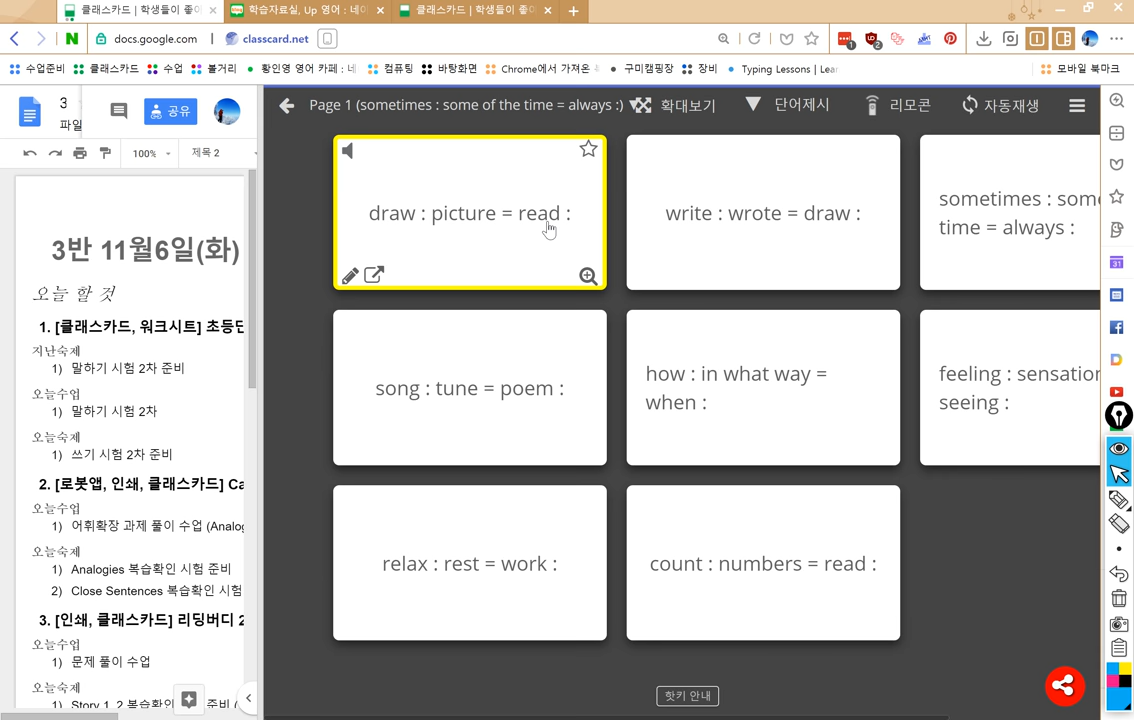 클래스카드 | 학생들이 좋아
학습자료실, Up 영어 : 네이
클래스카드 | 학생들이 좋아
docs.google.com | classcard.net
수업준비 클래스카드 수업 볼거리 황인영 영어 카페 : 네 컴퓨팅 바탕화면 Chrome에서 가져온 구미캠핑장 장비 Typing Lessons | Lear 모바일 북마크
3
파일
공유
100% 제목 2
3반 11월6일(화)
오늘 할 것
1. [클래스카드, 워크시트] 초등단
지난숙제
1) 말하기 시험 2차 준비
오늘수업
1) 말하기 시험 2차
오늘숙제
1) 쓰기 시험 2차 준비
2. [로봇앱, 인쇄, 클래스카드] Ca
오늘수업
1) 어휘확장 과제 풀이 수업 (Analog
오늘숙제
1) Analogies 복습확인 시험 준비
2) Close Sentences 복습확인 시험
3. [인쇄, 클래스카드] 리딩버디 2
오늘수업
1) 문제 풀이 수업
오늘숙제
1) Story 1, 2 복습확인 준비 (
Page 1 (sometimes : some of the time = always :)
확대보기
단어제시
리모콘
자동재생
draw : picture = read :
write : wrote = draw :
sometimes : some
time = always :
song : tune = poem :
how : in what way =
when :
feeling : sensation
seeing :
relax : rest = work :
count : numbers = read :
핫키 안내